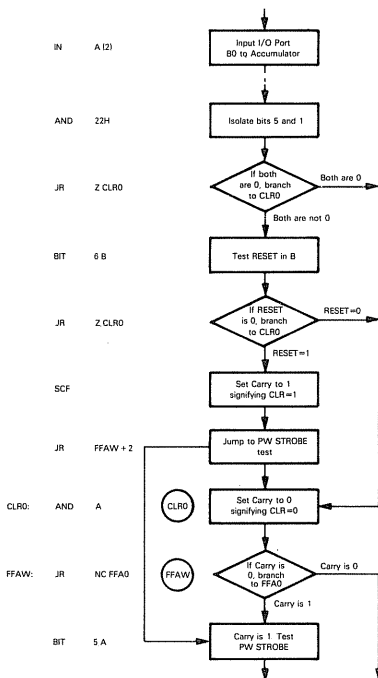 IN A (2)
Input I/O Port
B0 to Accumulator
AND 22H
Isolate bits 5 and 1
JR Z CLR0
If both
are 0, branch
to CLR0
Both are 0
Both are not 0
BIT 6 B
Test RESET in B
JR Z,CLR0
If RESET
is 0, branch
to CLR0
RESET=0
RESET=1
SCF
Set Carry to 1
signifying CLR=1
JR FFAW+2
Jump to PW STROBE
test
CLR0: AND A
CLR0
Set Carry to 0
signifying CLR=0
FFAW: JR NC FFA0
FFAW
If Carry is
0, branch
to FFA0
Carry is 0
Carry is 1
BIT 5 A
Carry is 1. Test
PW STROBE